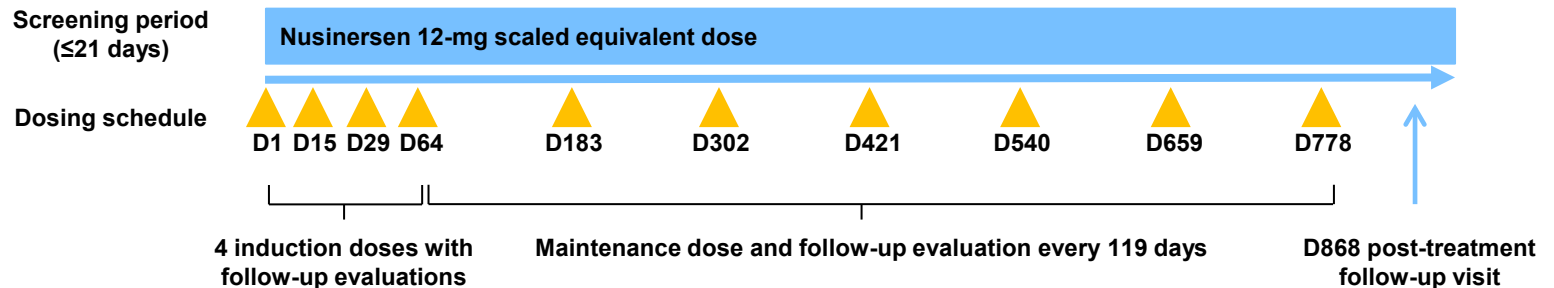 Screening period
(≤21 days)
Nusinersen 12-mg scaled equivalent dose
Dosing schedule
D1 D15 D29 D64 D183 D302 D421 D540 D659 D778
4 induction doses with
follow-up evaluations
Maintenance dose and follow-up evaluation every 119 days
D868 post-treatment
follow-up visit